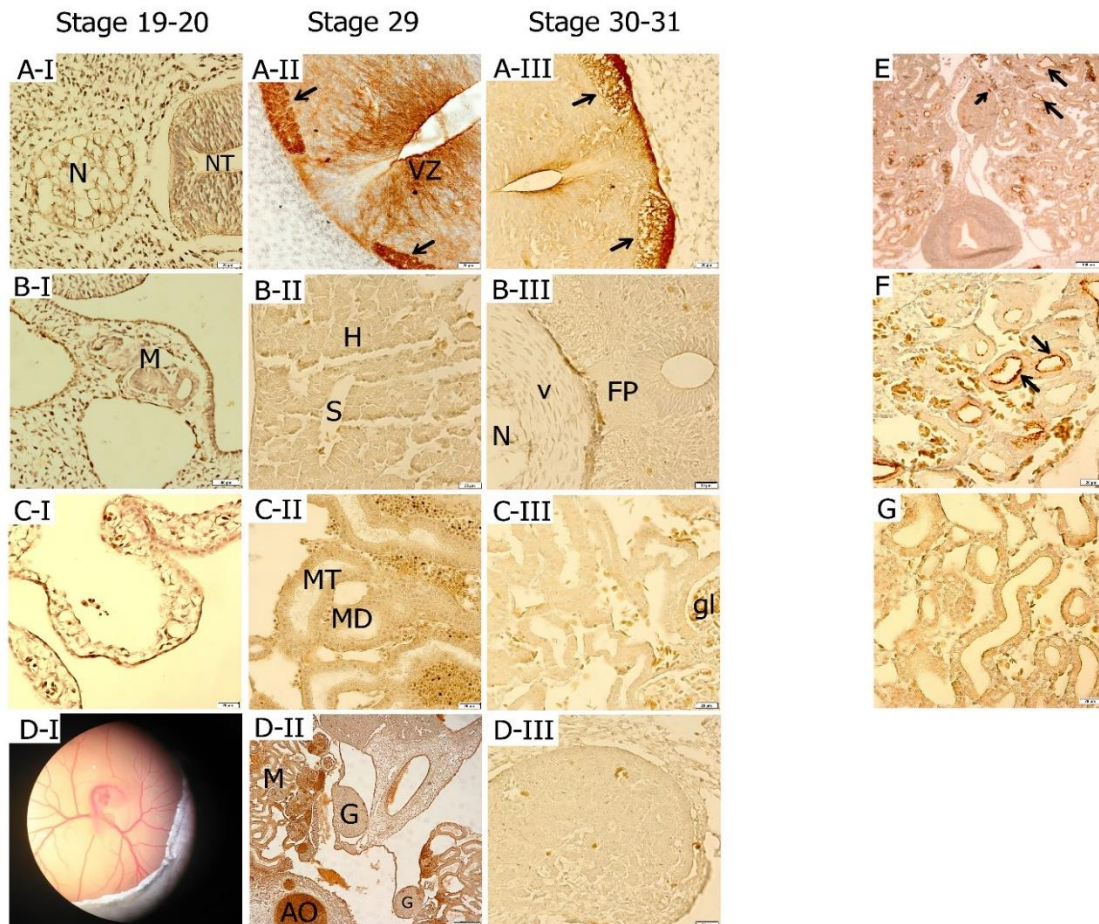 Stage 19-20 Stage 29 Stage 30-31
A-I A-II A-III E
N NT VZ
B-I B-II B-III F
M H S V FP N
C-I C-II C-III G
MT MD gl
D-I D-II D-III
M G G AO